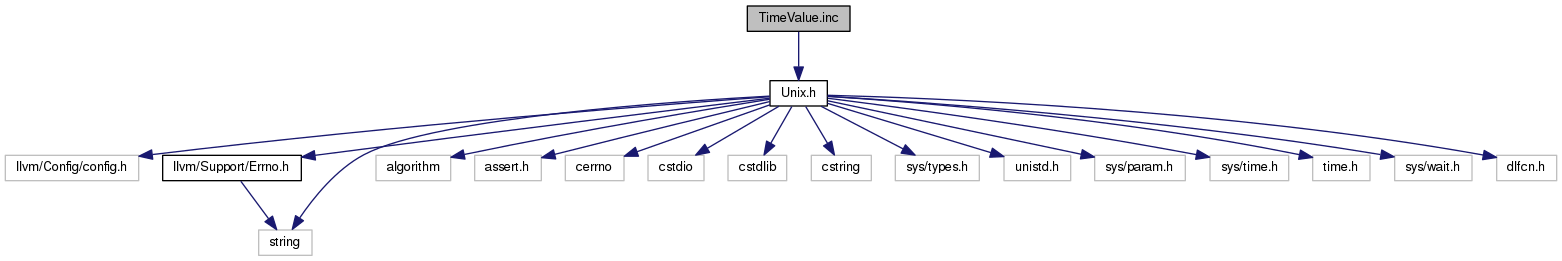 TimeValue.inc
Unix.h
llvm/Config/config.h
llvm/Support/Errno.h
algorithm
assert.h
cerrno
cstdio
cstdlib
cstring
sys/types.h
unistd.h
sys/param.h
sys/time.h
time.h
sys/wait.h
dlfcn.h
string